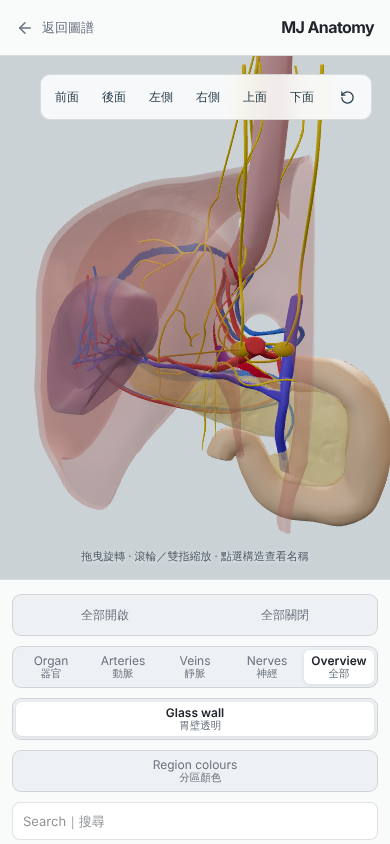 返回圖譜
MJ Anatomy
前面 後面 左側 右側 上面 下面
拖曳旋轉 · 滾輪／雙指縮放 · 點選構造查看名稱
全部開啟 全部關閉
Organ Arteries Veins Nerves Overview
器官 動脈 靜脈 神經 全部
Glass wall
胃壁透明
Region colours
分區顏色
Search｜搜尋